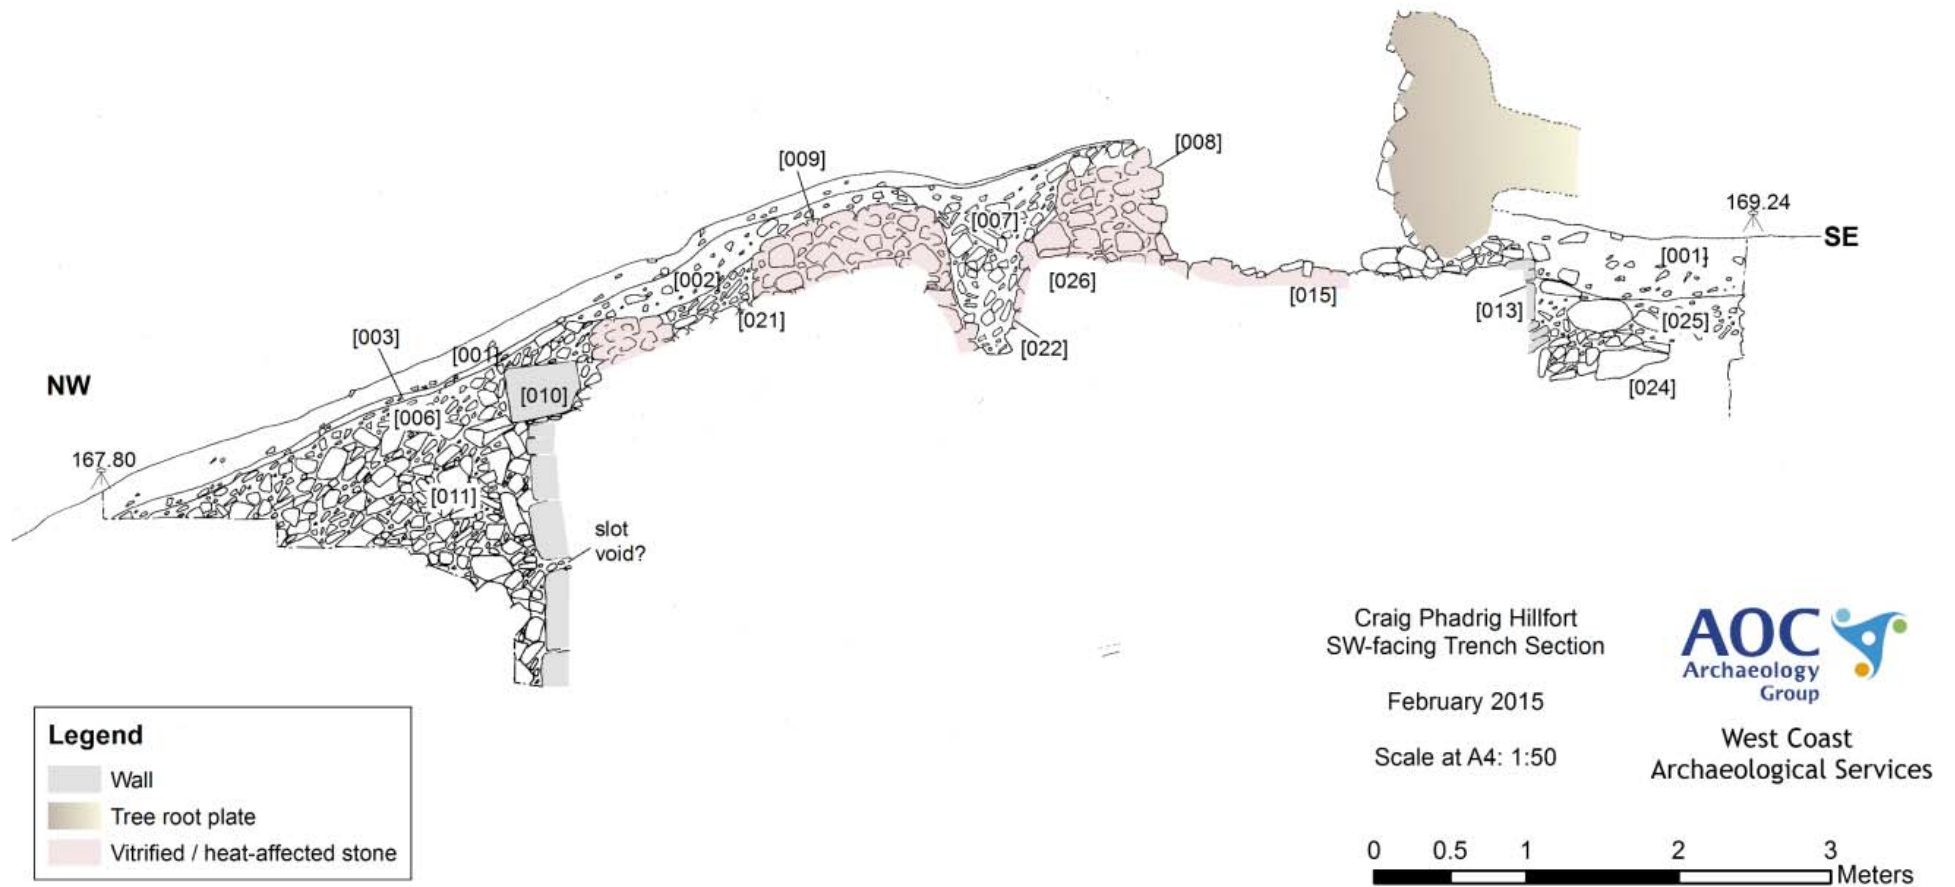 [009]
[008]
[007]
169.24
SE
[001]
[002]
[026]
[015]
[013]
[025]
[021]
[003]
[001]
[022]
NW
[010]
[024]
[006]
167.80
[011]
slot
void?
Craig Phadrig Hillfort
SW-facing Trench Section
February 2015
Scale at A4: 1:50
AOC
Archaeology
Group
West Coast
Archaeological Services
Legend
Wall
Tree root plate
Vitrified / heat-affected stone
0 0.5 1 2 3
Meters